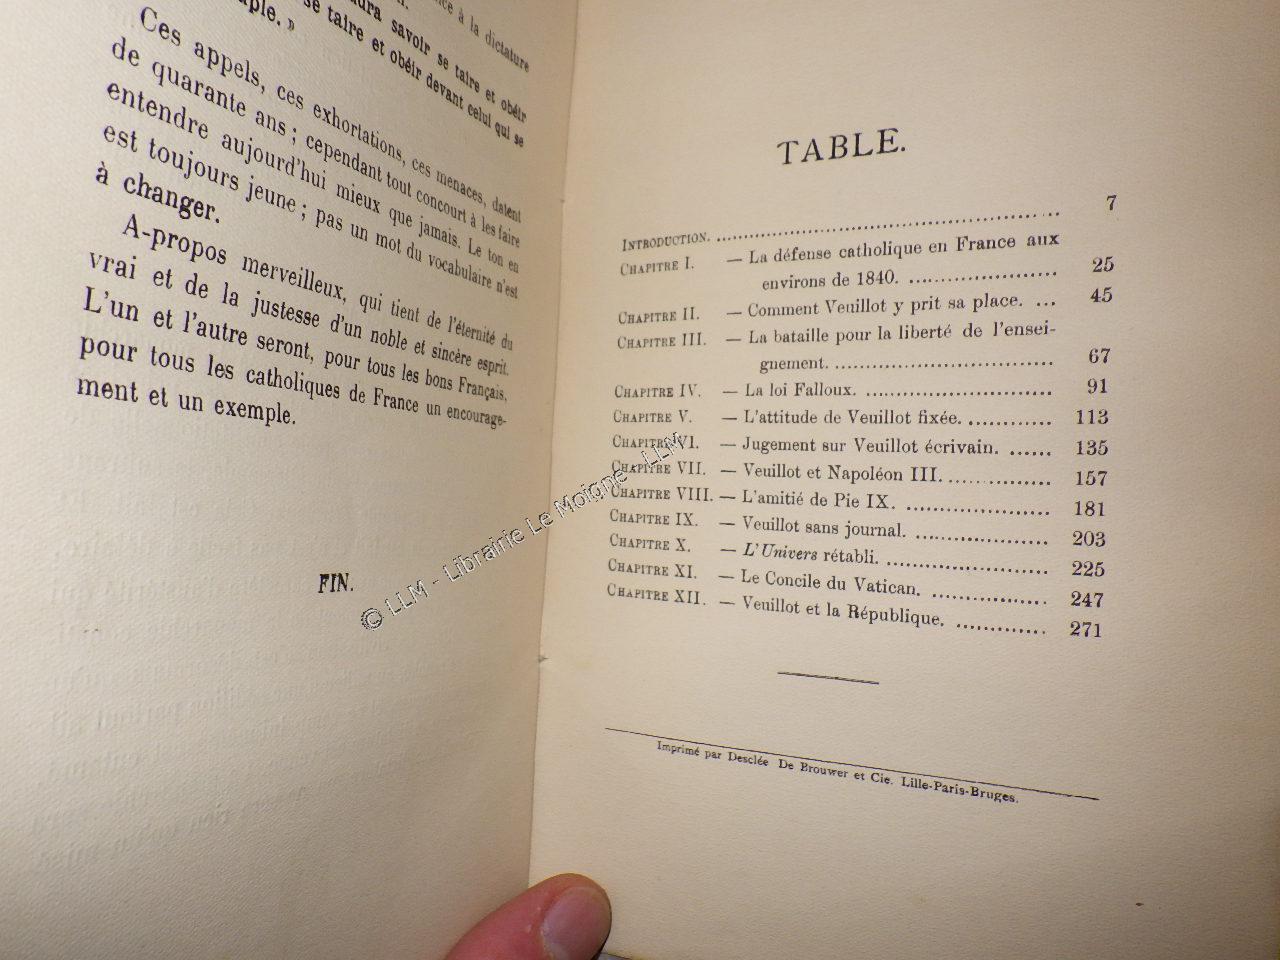 à la dictature
savoir se taire et obéir
se taire et obéir devant celui qui se
»
Ces appels, ces exhortations, ces menaces, datent
de quarante ans ; cependant tout concourt à les faire
entendre aujourd'hui mieux que jamais. Le ton en
est toujours jeune ; pas un mot du vocabulaire n'est
à changer.
A-propos merveilleux, qui tient de l'éternité du
vrai et de la justesse d'un noble et sincère esprit.
L'un et l'autre seront, pour tous les bons Français,
pour tous les catholiques de France un encourage-
ment et un exemple.
FIN.
© LLM - Librairie Le Moigne - LLM
TABLE.
INTRODUCTION. ........ 7
CHAPITRE I. — La défense catholique en France aux
environs de 1840. ........ 25
CHAPITRE II. — Comment Veuillot y prit sa place. ... 45
CHAPITRE III. — La bataille pour la liberté de l'ensei-
gnement. ........ 67
CHAPITRE IV. — La loi Falloux. ........ 91
CHAPITRE V. — L'attitude de Veuillot fixée. ........ 113
CHAPITRE VI. — Jugement sur Veuillot écrivain. ...... 135
CHAPITRE VII. — Veuillot et Napoléon III. ........ 157
CHAPITRE VIII. — L'amitié de Pie IX. ........ 181
CHAPITRE IX. — Veuillot sans journal. ........ 203
CHAPITRE X. — L'Univers rétabli. ........ 225
CHAPITRE XI. — Le Concile du Vatican. ........ 247
CHAPITRE XII. — Veuillot et la République. ........ 271
Imprimé par Desclée De Brouwer et Cie. Lille-Paris-Bruges.